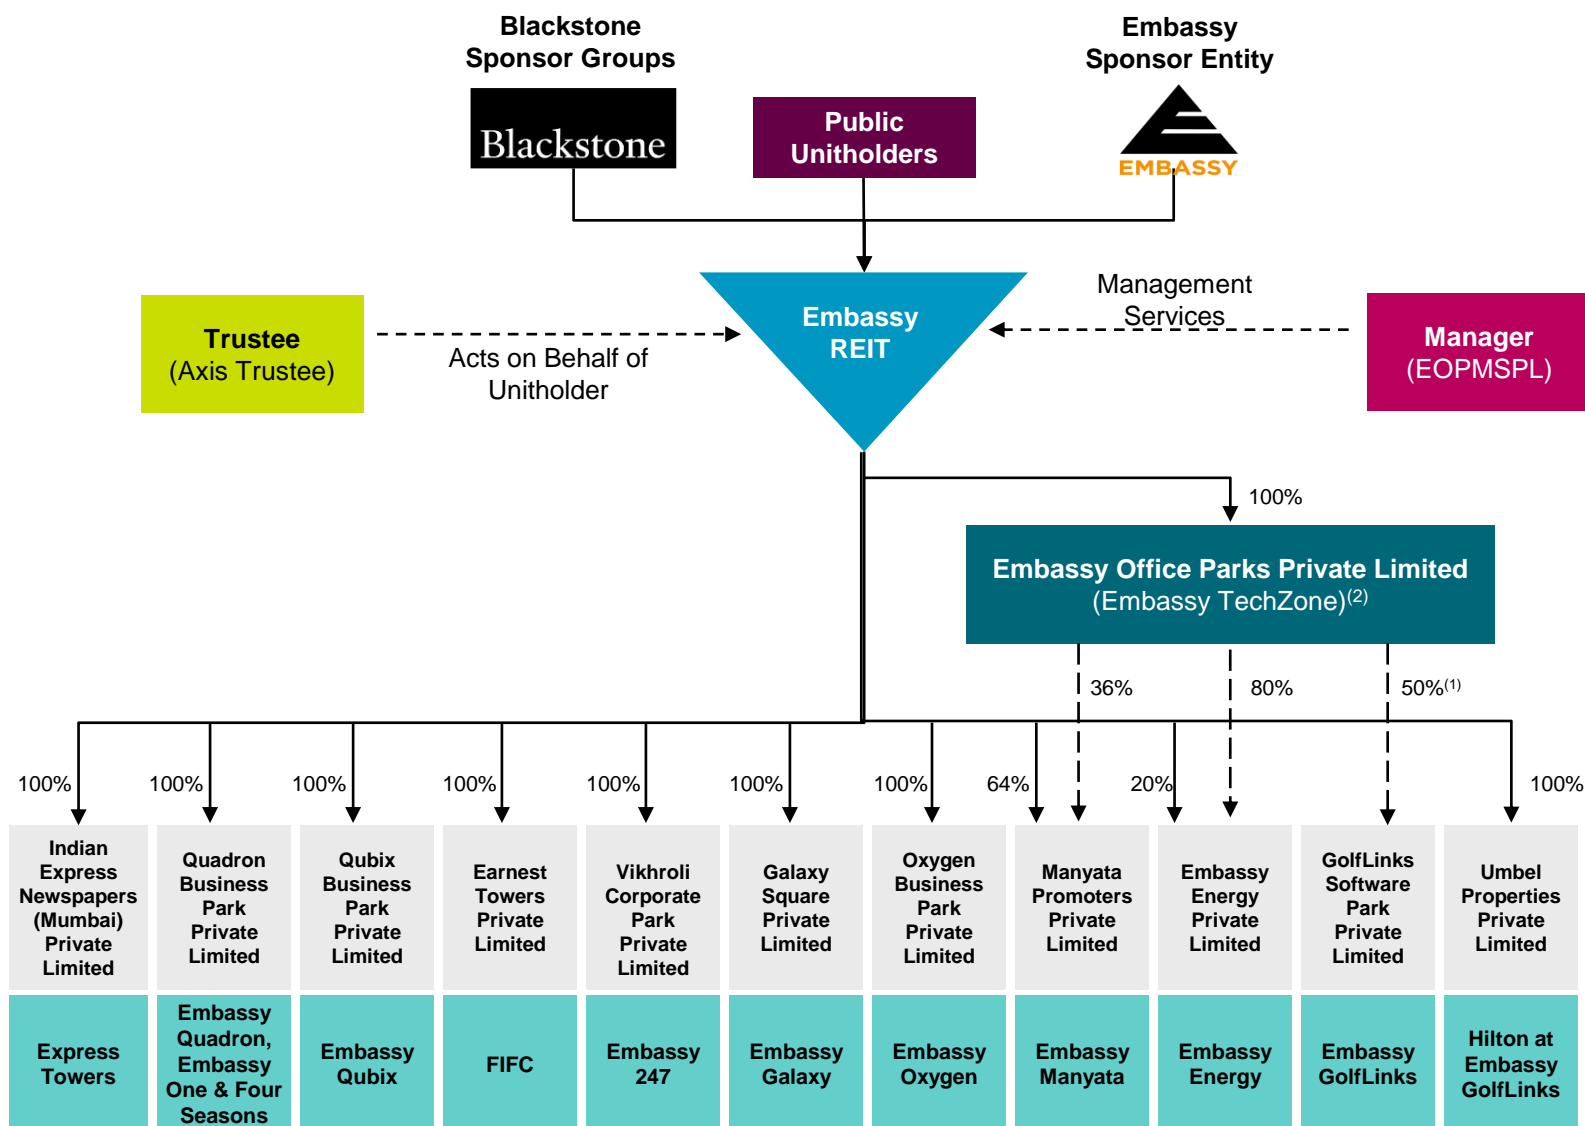 Blackstone
Sponsor Groups
Embassy
Sponsor Entity
Blackstone
Public
Unitholders
EMBASSY
Trustee
(Axis Trustee)
Acts on Behalf of
Unitholder
Embassy
REIT
Management
Services
Manager
(EOPMSPL)
100%
Embassy Office Parks Private Limited
(Embassy TechZone)(2)
36%
80%
50%(1)
100%
100%
100%
100%
100%
100%
100%
64%
20%
100%
Indian
Express
Newspapers
(Mumbai)
Private
Limited
Quadron
Business
Park
Private
Limited
Qubix
Business
Park
Private
Limited
Earnest
Towers
Private
Limited
Vikhroli
Corporate
Park
Private
Limited
Galaxy
Square
Private
Limited
Oxygen
Business
Park
Private
Limited
Manyata
Promoters
Private
Limited
Embassy
Energy
Private
Limited
GolfLinks
Software
Park
Private
Limited
Umbel
Properties
Private
Limited
Express
Towers
Embassy
Quadron,
Embassy
One & Four
Seasons
Embassy
Qubix
FIFC
Embassy
247
Embassy
Galaxy
Embassy
Oxygen
Embassy
Manyata
Embassy
Energy
Embassy
GolfLinks
Hilton at
Embassy
GolfLinks